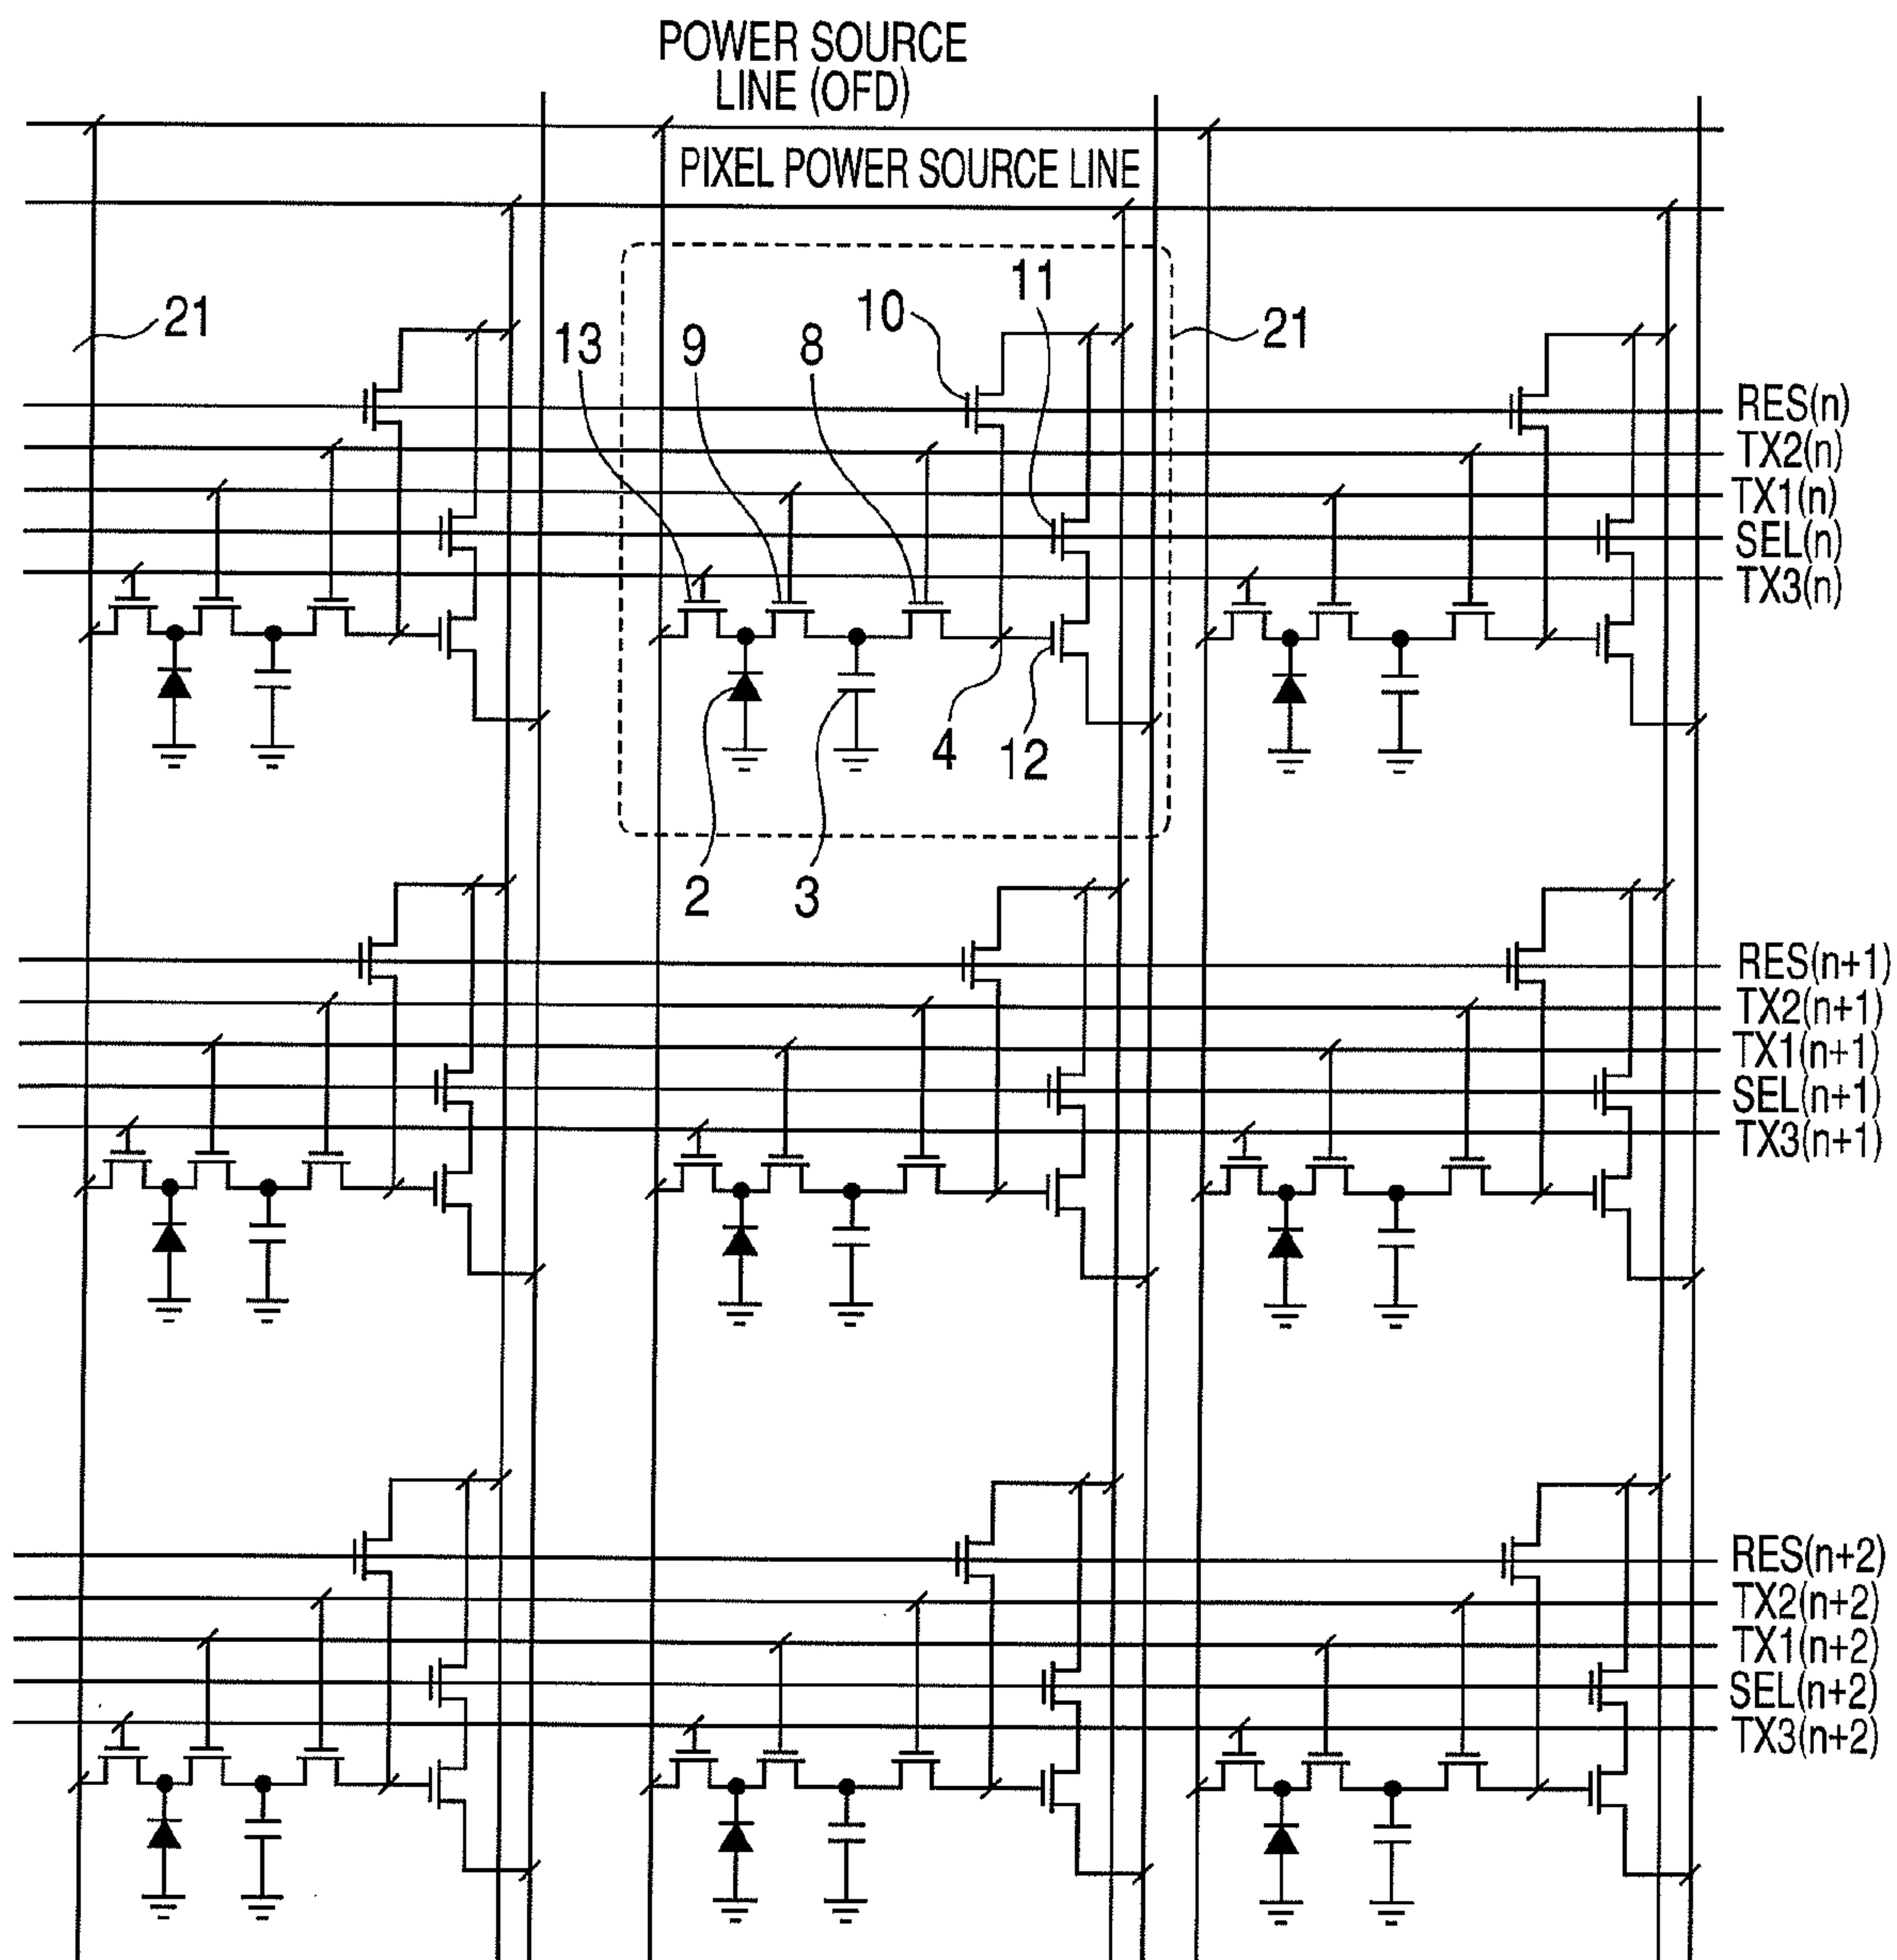 POWER SOURCE
LINE (OFD)
PIXEL POWER SOURCE LINE
21
13
9
8
10
11
21
RES(n)
TX2(n)
TX1(n)
SEL(n)
TX3(n)
4
12
2
3
RES(n+1)
TX2(n+1)
TX1(n+1)
SEL(n+1)
TX3(n+1)
RES(n+2)
TX2(n+2)
TX1(n+2)
SEL(n+2)
TX3(n+2)